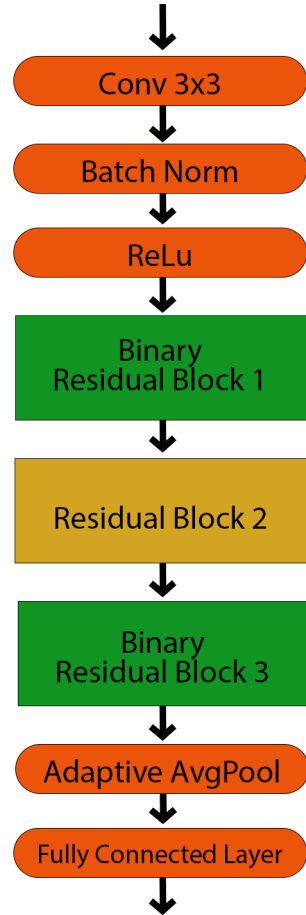 Conv 3x3
Batch Norm
ReLu
Binary
Residual Block 1
Residual Block 2
Binary
Residual Block 3
Adaptive AvgPool
Fully Connected Layer